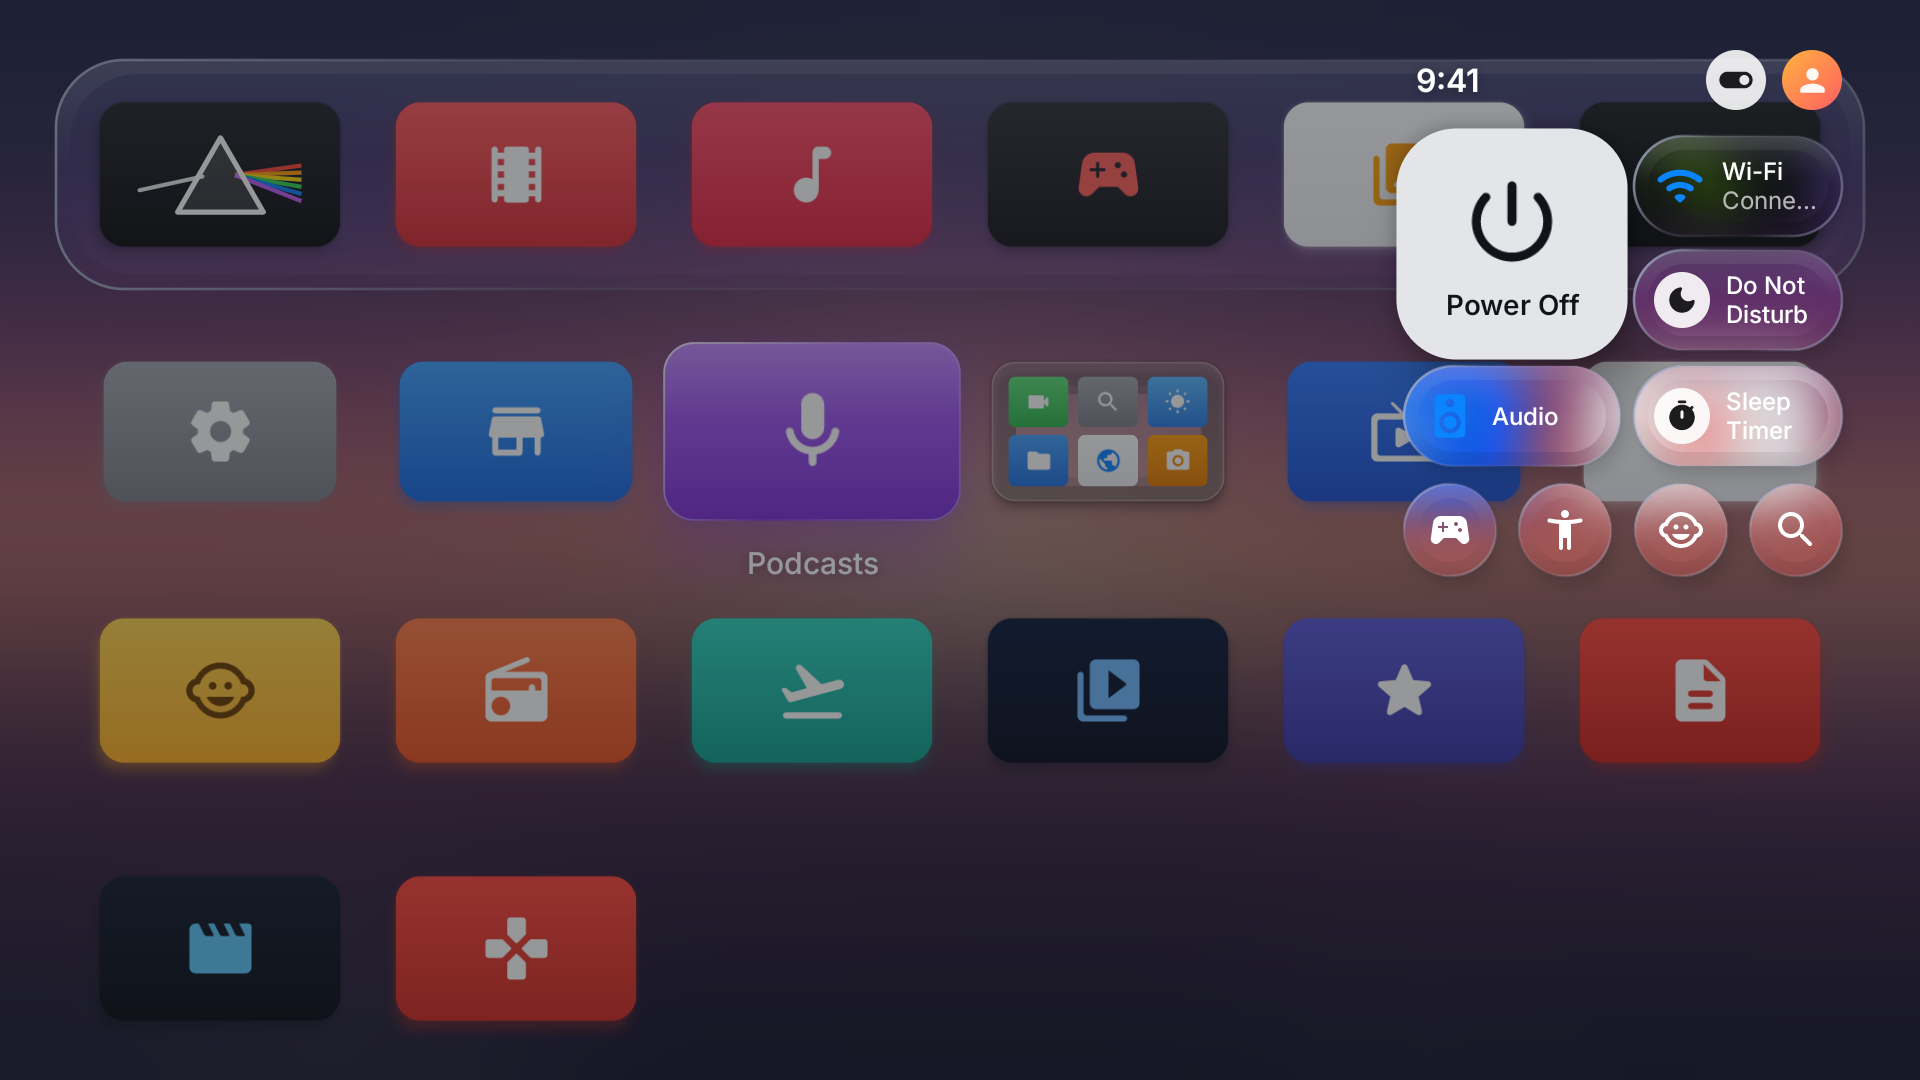 9:41
Power Off
Wi-Fi
Conne...
Do Not
Disturb
Audio
Sleep
Timer
Podcasts